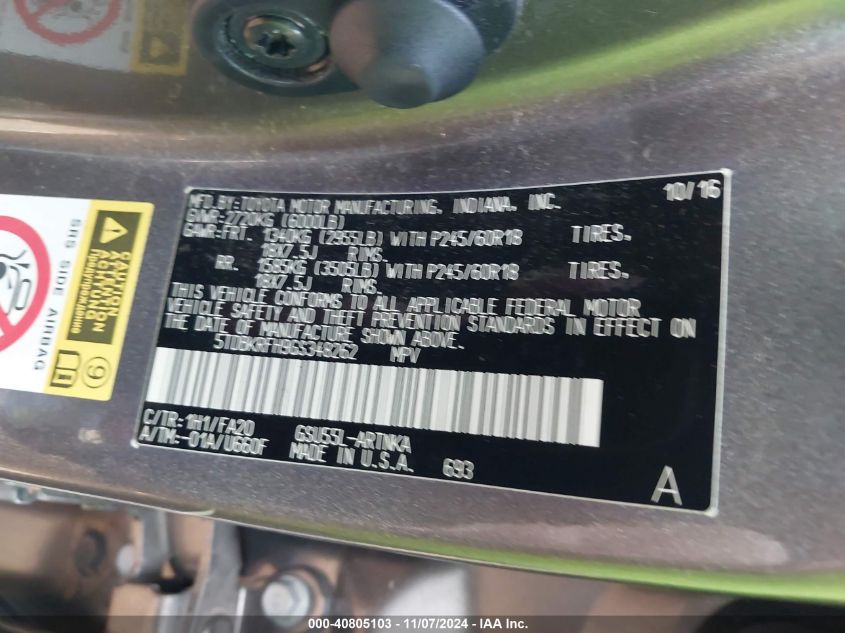 MFD. BY: TOYOTA MOTOR MANUFACTURING, INDIANA, INC. 10/15
GVWR: 2720KG (6000LB)
GAWR: FRT. 1340KG (2955LB) WITH P245/60R18 TIRES.
18X7.5J RIMS.
RR. 1585KG (3505LB) WITH P245/60R18 TIRES.
18X7.5J RIMS.
THIS VEHICLE CONFORMS TO ALL APPLICABLE FEDERAL MOTOR
VEHICLE SAFETY AND THEFT PREVENTION STANDARDS IN EFFECT ON
THE DATE OF MANUFACTURE SHOWN ABOVE.
5TDBKRFH9GS348262 MPV
C/TR: 1H1/FA20 GSU55L-ARTNKA
A/TM: -01A/U660F MADE IN U.S.A. 693
A
SRS SIDE AIRBAG
CAUTION
9
000-40805103 - 11/07/2024 - IAA Inc.